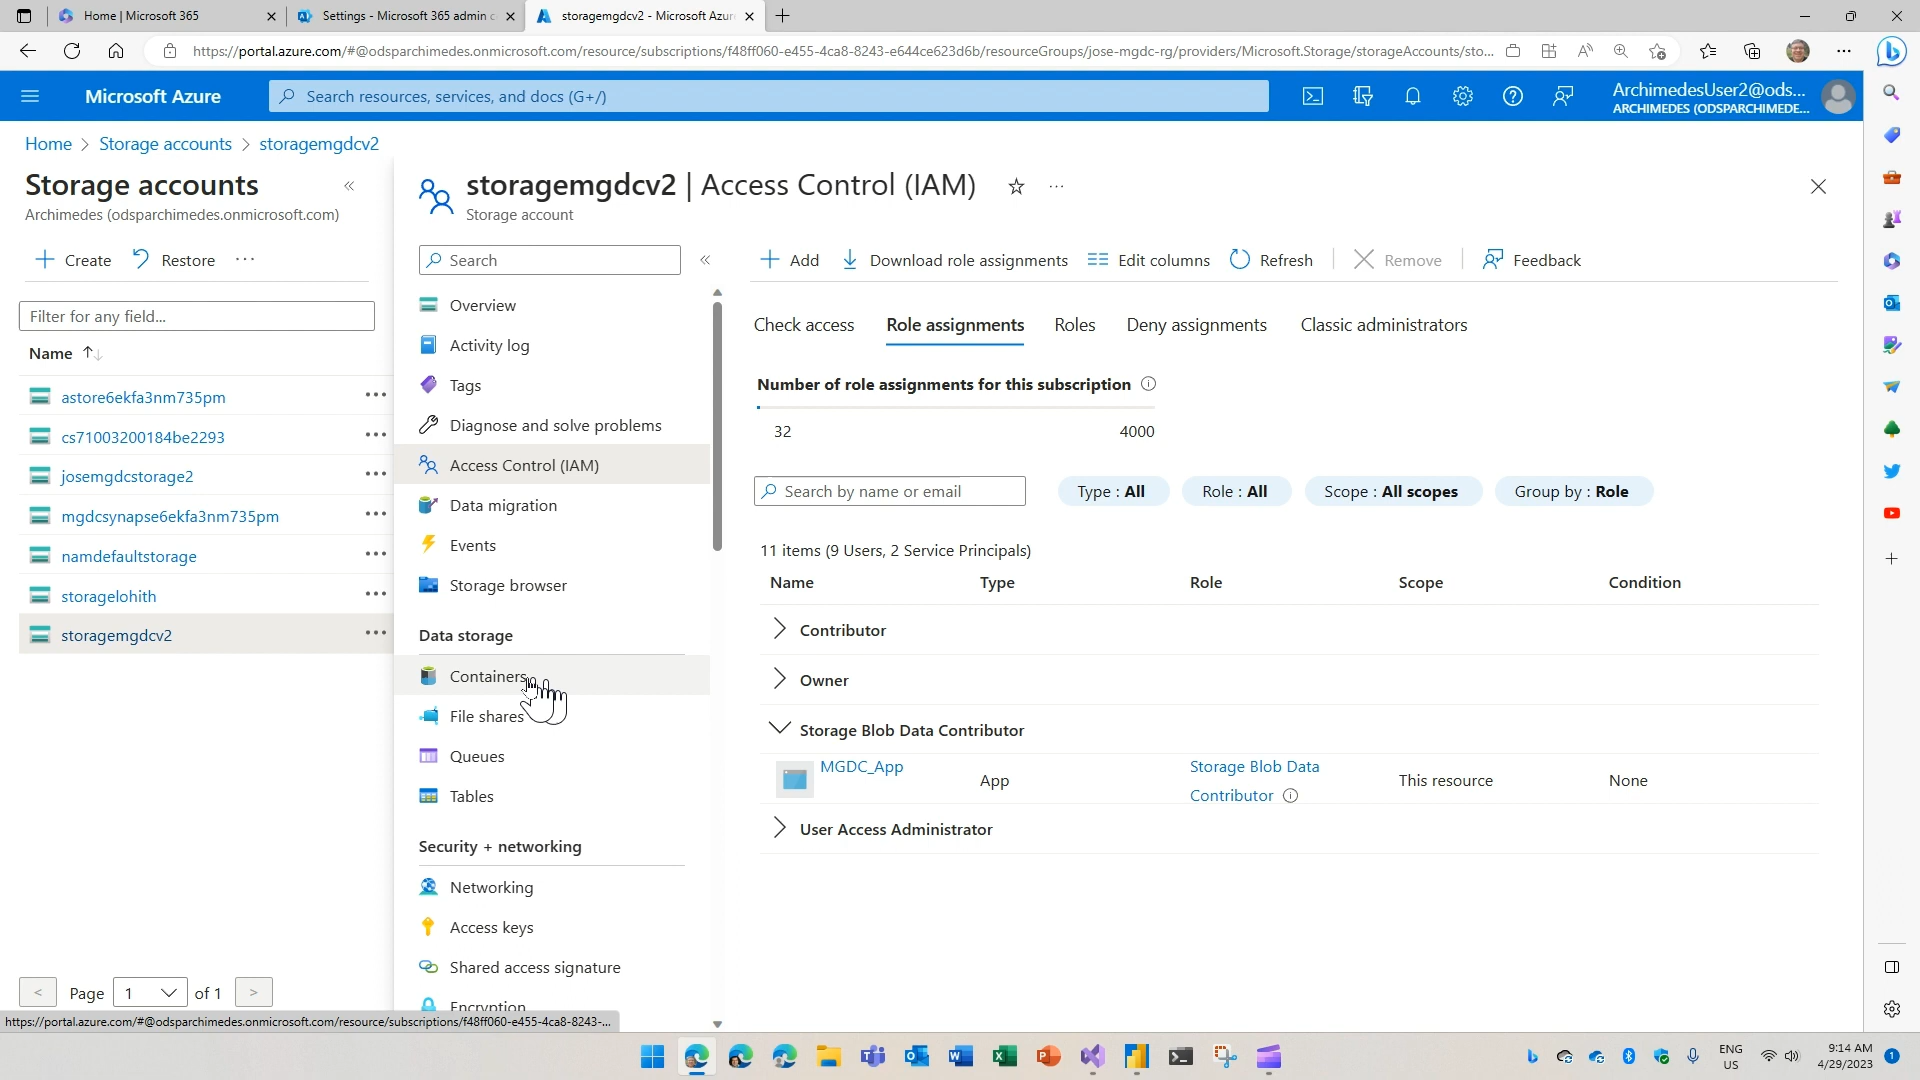 Home | Microsoft 365
Settings - Microsoft 365 admin c
storagemgdcv2 - Microsoft Azur
https://portal.azure.com/#@odsparchimedes.onmicrosoft.com/resource/subscriptions/f48ff060-e455-4ca8-8243-e644ce623d6b/resourceGroups/jose-mgdc-rg/providers/Microsoft.Storage/storageAccounts/sto...
Microsoft Azure
Search resources, services, and docs (G+/)
ArchimedesUser2@ods...
ARCHIMEDES (ODSPARCHIMEDE...
Home > Storage accounts > storagemgdcv2
Storage accounts
Archimedes (odsparchimedes.onmicrosoft.com)
Create
Restore
Filter for any field...
Name
astore6ekfa3nm735pm
cs71003200184be2293
josemgdcstorage2
mgdcsynapse6ekfa3nm735pm
namdefaultstorage
storagelohith
storagemgdcv2
< Page 1 of 1 >
https://portal.azure.com/#@odsparchimedes.onmicrosoft.com/resource/subscriptions/f48ff060-e455-4ca8-8243-...
storagemgdcv2 | Access Control (IAM)
Storage account
Search
Overview
Activity log
Tags
Diagnose and solve problems
Access Control (IAM)
Data migration
Events
Storage browser
Data storage
Containers
File shares
Queues
Tables
Security + networking
Networking
Access keys
Shared access signature
Encryption
Add
Download role assignments
Edit columns
Refresh
Remove
Feedback
Check access
Role assignments
Roles
Deny assignments
Classic administrators
Number of role assignments for this subscription
32
4000
Search by name or email
Type : All
Role : All
Scope : All scopes
Group by : Role
11 items (9 Users, 2 Service Principals)
Name
Type
Role
Scope
Condition
Contributor
Owner
Storage Blob Data Contributor
MGDC_App
App
Storage Blob Data
Contributor
This resource
None
User Access Administrator
ENG
US
9:14 AM
4/29/2023
1